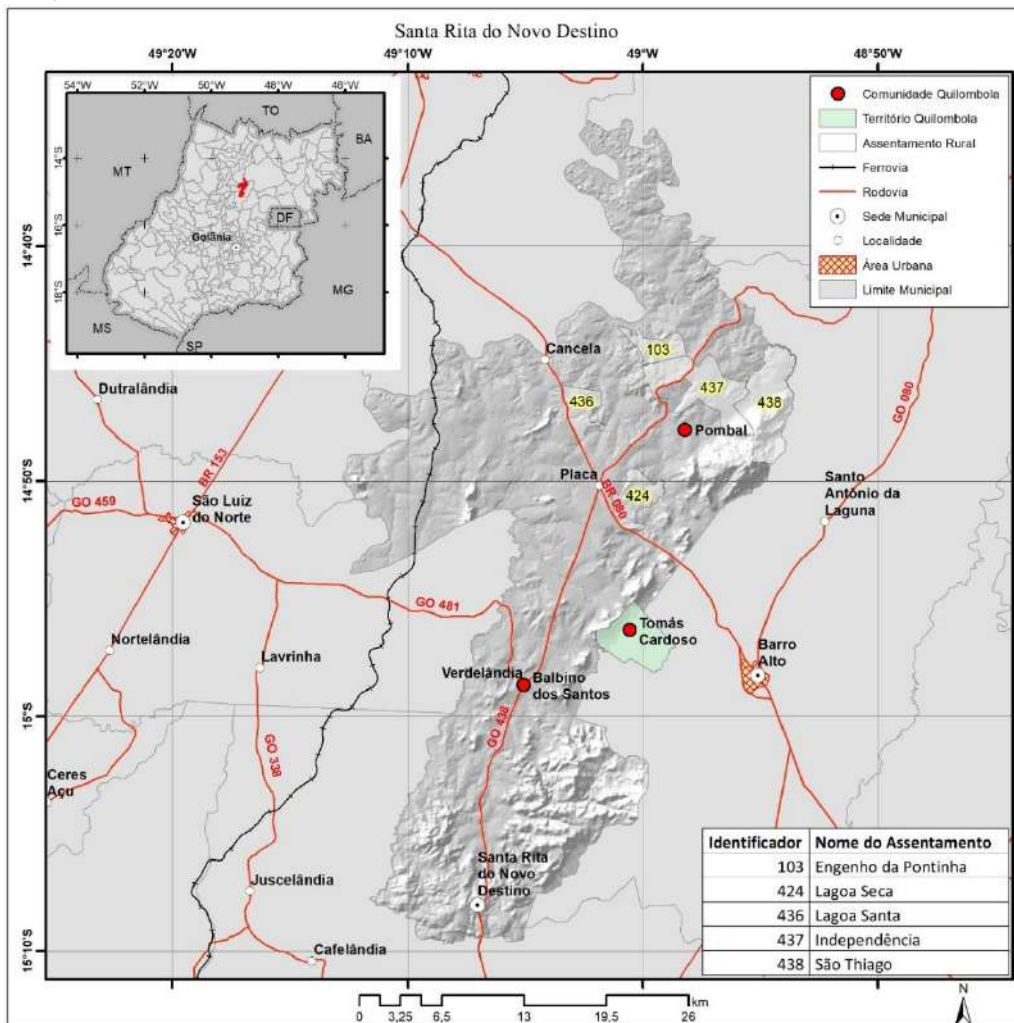 Santa Rita do Novo Destino
49°20'W 49°10'W 49°W 48°50'W
54°W 52°W 50°W 48°W 46°W
TO
BA
MT
14°S
16°S
18°S
DF
Goiânia
MG
MS
SP
52°W 50°W 48°W
Comunidade Quilombola
Território Quilombola
Assentamento Rural
Ferrovia
Rodovia
Sede Municipal
Localidade
Área Urbana
Limite Municipal
14°40'S
14°50'S
15°S
15°10'S
Cancela
103
437
436
438
Dutralândia
Pombal
GO 080
BR 153
Placa
424
BR 080
Santo
Antônio da
Laguna
GO 459
São Luiz
do Norte
GO 481
Tomás
Cardoso
Nortelândia
Lavrinha
Verdelândia
Balbino
dos Santos
Barro
Alto
GO 438
GO 338
Ceres
Açu
Santa Rita
do Novo
Destino
Juscelândia
Cafelândia
Identificador Nome do Assentamento
103 Engenho da Pontinha
424 Lagoa Seca
436 Lagoa Santa
437 Independência
438 São Thiago
km
0 3,25 6,5 13 19,5 26
N